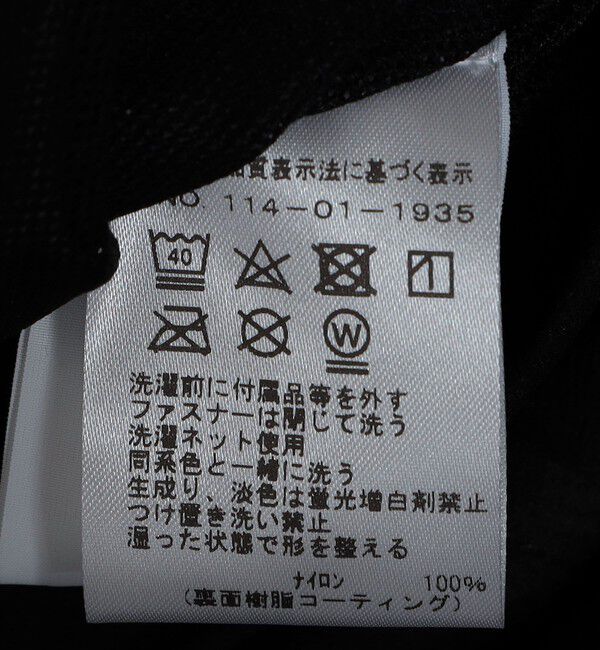 質表示法に基づく表示
NO 114-01-1935
40
W
洗濯前に付属品等を外す
ファスナーは閉じて洗う
洗濯ネット使用
同系色と一緒に洗う
生成り、淡色は蛍光増白剤禁止
つけ置き洗い禁止
湿った状態で形を整える
ナイロン 100%
(裏面樹脂コーティング)